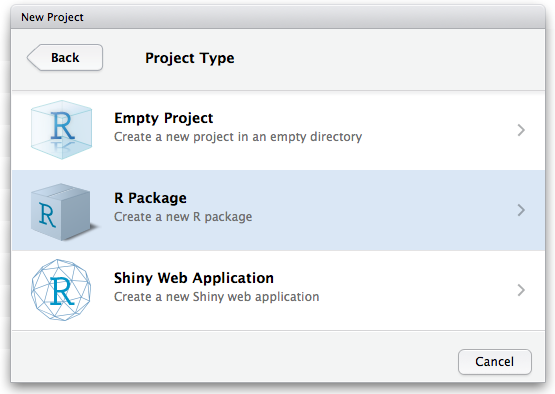 New Project
Back
Project Type
R
Empty Project
Create a new project in an empty directory
R
R Package
Create a new R package
R
Shiny Web Application
Create a new Shiny web application
Cancel